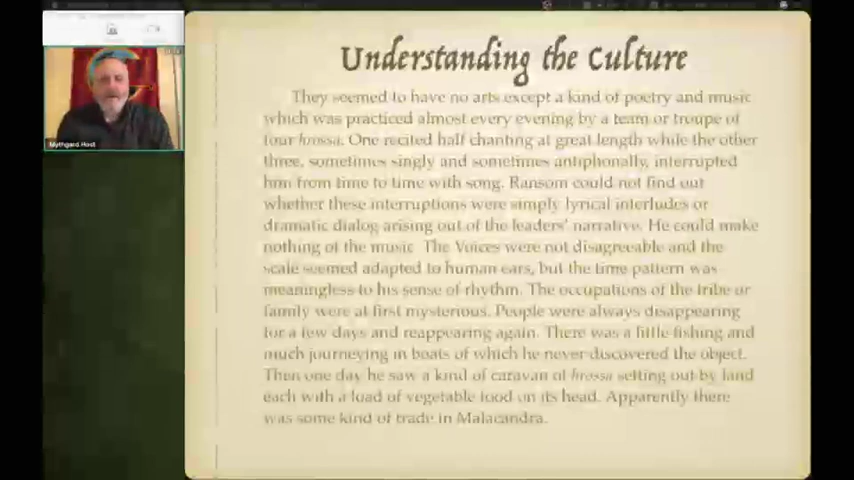 Understanding the Culture
They seemed to have no arts except a kind of poetry and music
which was practiced almost every evening by a team or troupe of
four hrossa. One recited half chanting at great length while the other
three, sometimes singly and sometimes antiphonally, interrupted
him from time to time with song. Ransom could not find out
whether these interruptions were simply lyrical interludes or
dramatic dialog arising out of the leaders' narrative. He could make
nothing of the music. The Voices were not disagreeable and the
scale seemed adapted to human ears, but the time pattern was
meaningless to his sense of rhythm. The occupations of the tribe or
family were at first mysterious. People were always disappearing
for a few days and reappearing again. There was a little fishing and
much journeying in boats of which he never discovered the object.
Then one day he saw a kind of caravan of hrossa setting out by land
each with a load of vegetable food on its head. Apparently there
was some kind of trade in Malacandra.
Mythgard Host